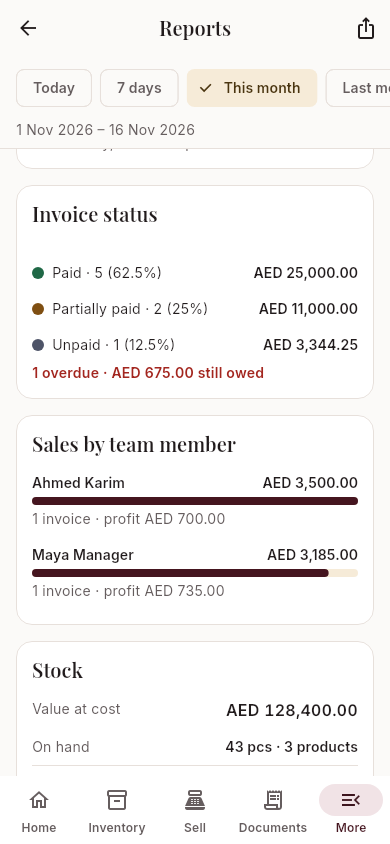 Reports
Today
7 days
This month
Last m
1 Nov 2026 – 16 Nov 2026
Invoice status
Paid · 5 (62.5%) AED 25,000.00
Partially paid · 2 (25%) AED 11,000.00
Unpaid · 1 (12.5%) AED 3,344.25
1 overdue · AED 675.00 still owed
Sales by team member
Ahmed Karim AED 3,500.00
1 invoice · profit AED 700.00
Maya Manager AED 3,185.00
1 invoice · profit AED 735.00
Stock
Value at cost AED 128,400.00
On hand 43 pcs · 3 products
Home
Inventory
Sell
Documents
More